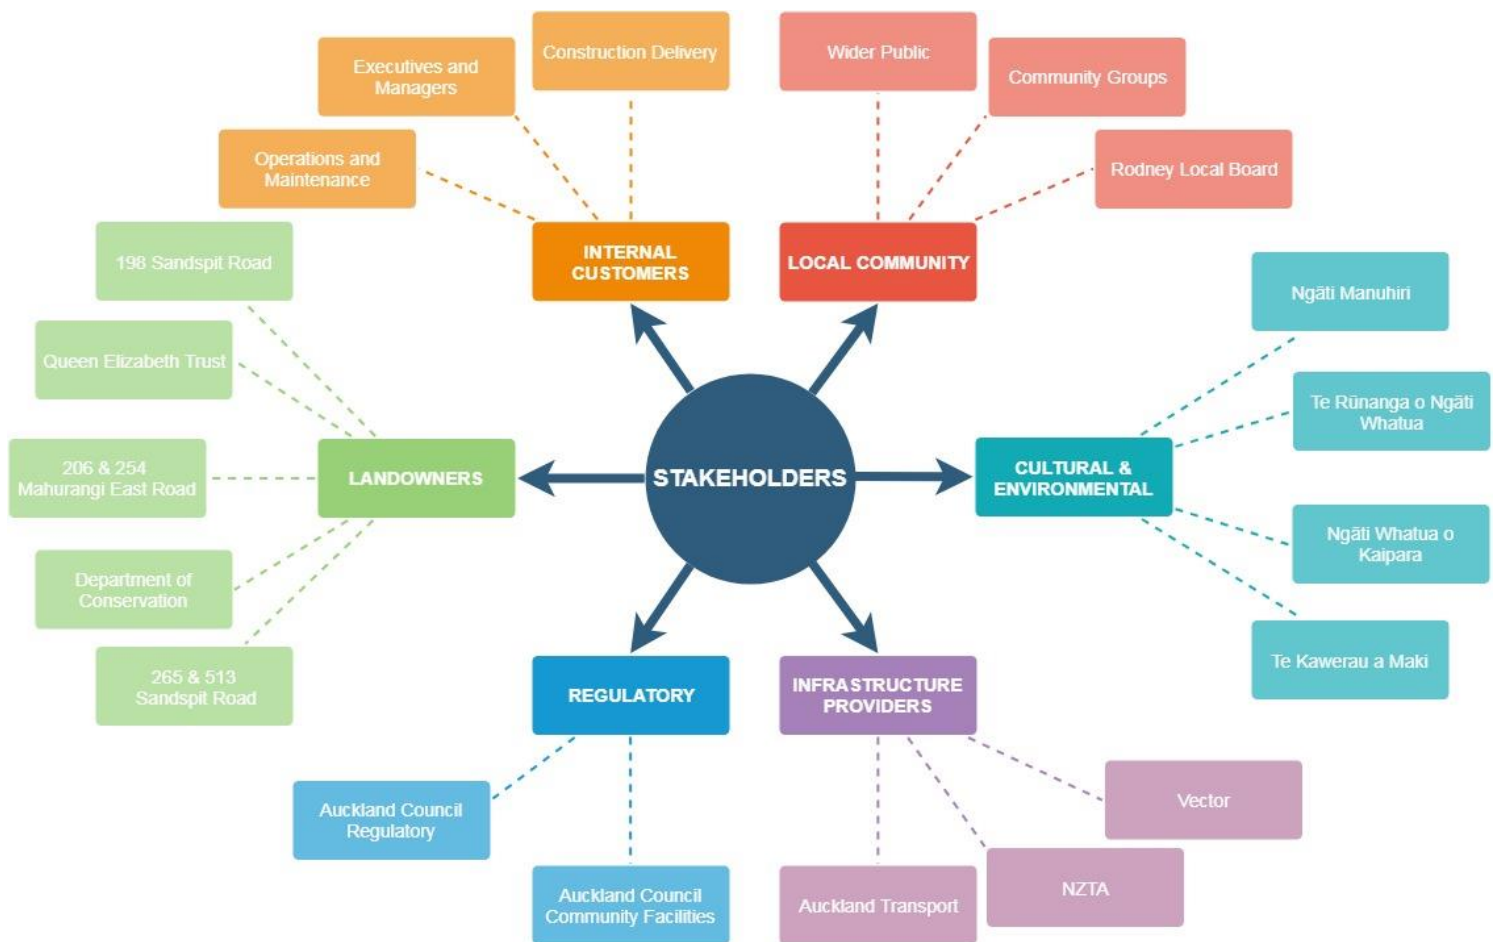 Construction Delivery
Wider Public
Executives and
Managers
Community Groups
Operations and
Maintenance
Rodney Local Board
198 Sandspit Road
INTERNAL
CUSTOMERS
LOCAL COMMUNITY
Ngāti Manuhiri
Queen Elizabeth Trust
Te Rūnanga o Ngāti
Whatua
206 & 254
Mahurangi East Road
LANDOWNERS
STAKEHOLDERS
CULTURAL &
ENVIRONMENTAL
Ngāti Whatua o
Kaipara
Department of
Conservation
Te Kawerau a Maki
265 & 513
Sandspit Road
REGULATORY
INFRASTRUCTURE
PROVIDERS
Auckland Council
Regulatory
Vector
Auckland Council
Community Facilities
Auckland Transport
NZTA